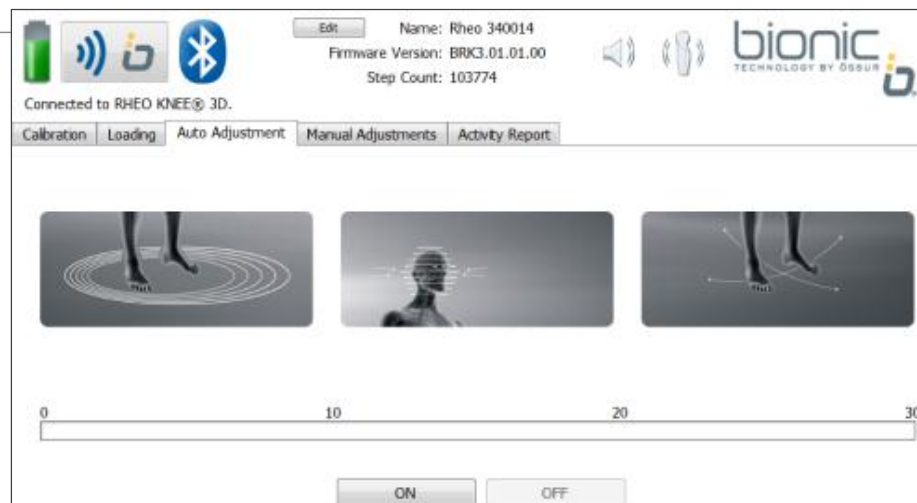 Edit
Name: Rheo 340014
Firmware Version: BRK3.01.01.00
Step Count: 103774
bionic
TECHNOLOGY BY ÖSSUR
Connected to RHEO KNEE® 3D.
Calibration Loading Auto Adjustment Manual Adjustments Activity Report
0 10 20 30
ON OFF